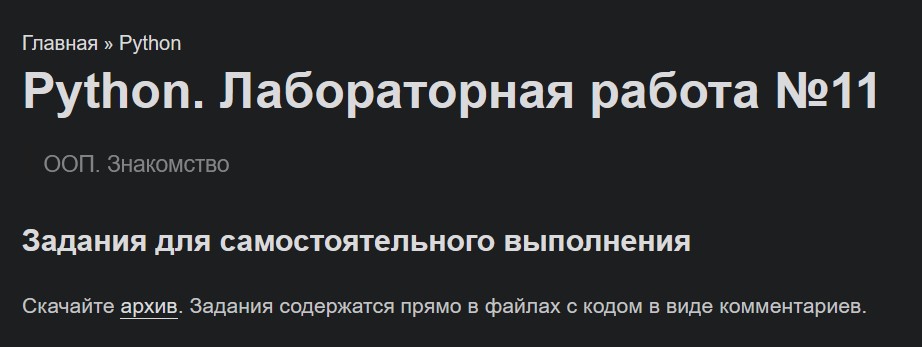 Главная » Python
Python. Лабораторная работа №11
ООП. Знакомство
Задания для самостоятельного выполнения
Скачайте архив. Задания содержатся прямо в файлах с кодом в виде комментариев.